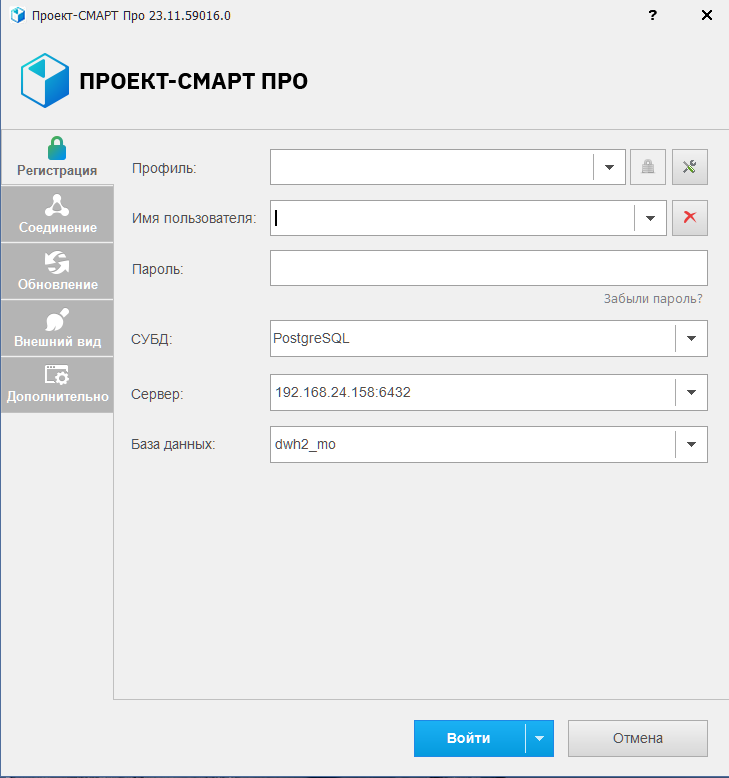 Проект-СМАРТ Про 23.11.59016.0
?
ПРОЕКТ-СМАРТ ПРО
Регистрация
Соединение
Обновление
Внешний вид
Дополнительно
Профиль:
Имя пользователя:
Пароль:
Забыли пароль?
СУБД:
PostgreSQL
Сервер:
192.168.24.158:6432
База данных:
dwh2_mo
Войти
Отмена